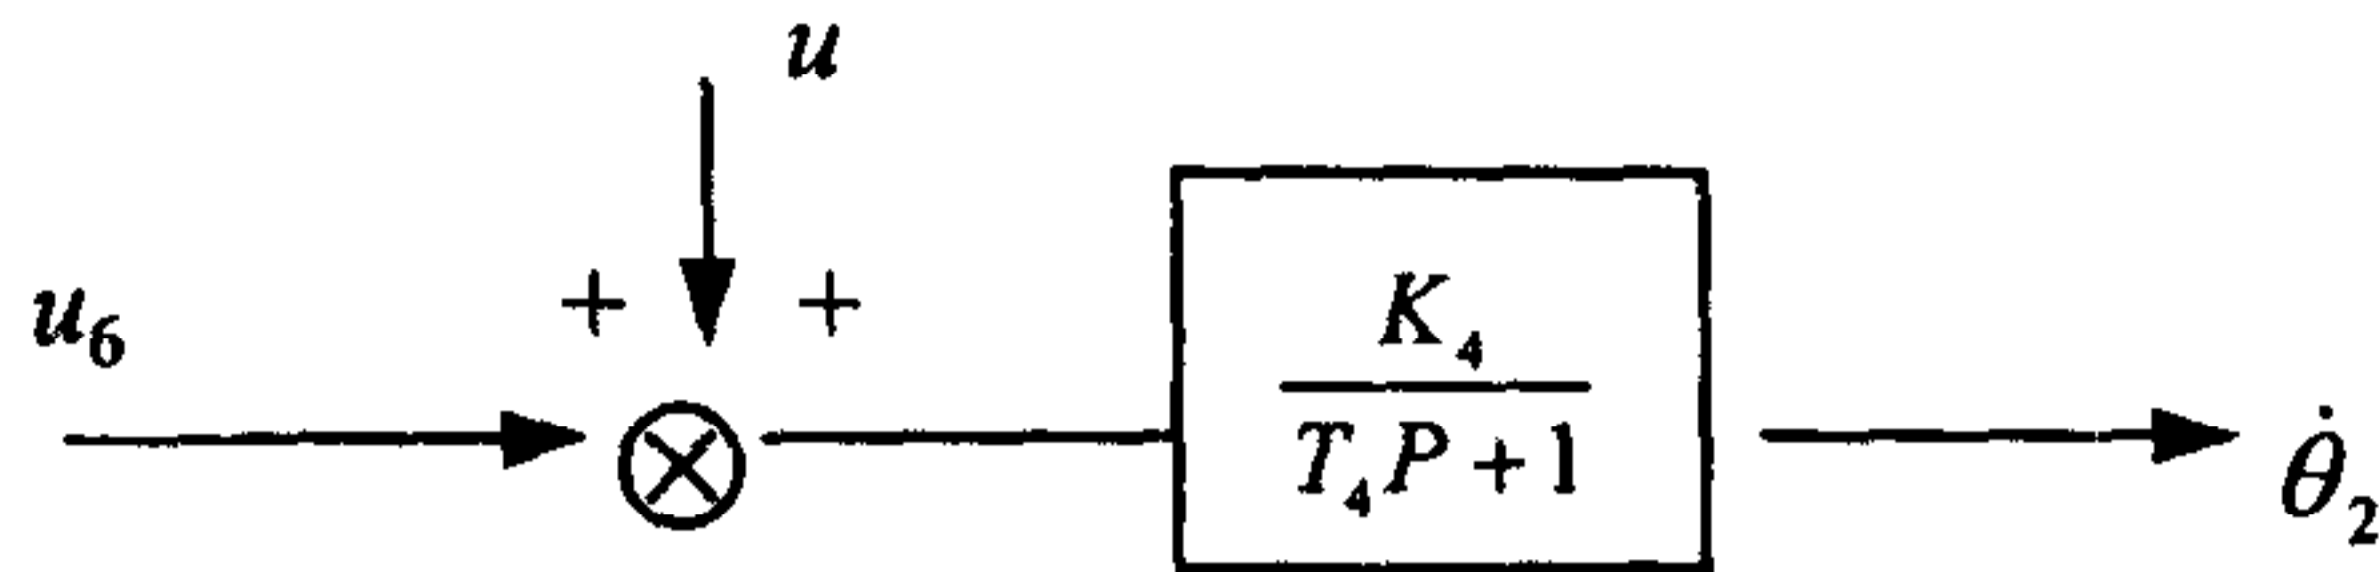 u
+ +
u₆
K₄
T₄P + 1
θ̇₂